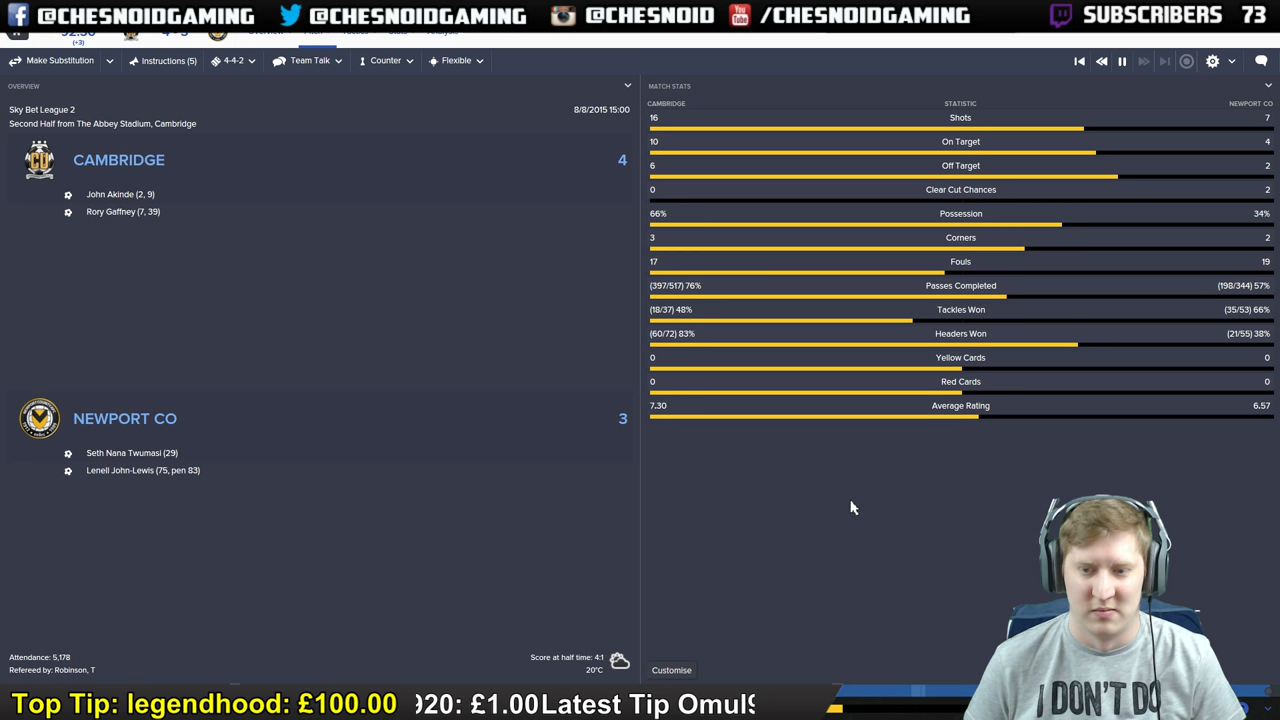 @CHESNOIDGAMING @CHESNOIDGAMING @CHESNOID /CHESNOIDGAMING SUBSCRIBERS 73
(+3)
Make Substitution Instructions (5) 4-4-2 Team Talk Counter Flexible
OVERVIEW
Sky Bet League 2 8/8/2015 15:00
Second Half from The Abbey Stadium, Cambridge
CAMBRIDGE 4
John Akinde (2, 9)
Rory Gaffney (7, 39)
NEWPORT CO 3
Seth Nana Twumasi (29)
Lenell John-Lewis (75, pen 83)
Attendance: 5,178 Score at half time: 4:1
Refereed by: Robinson, T 20°C
MATCH STATS
CAMBRIDGE STATISTIC NEWPORT CO
16 Shots 7
10 On Target 4
6 Off Target 2
0 Clear Cut Chances 2
66% Possession 34%
3 Corners 2
17 Fouls 19
(397/517) 76% Passes Completed (198/344) 57%
(18/37) 48% Tackles Won (35/53) 66%
(60/72) 83% Headers Won (21/55) 38%
0 Yellow Cards 0
0 Red Cards 0
7.30 Average Rating 6.57
Customise
I DON'T DO
Top Tip: legendhood: £100.00 020: £1.00Latest Tip Omul9